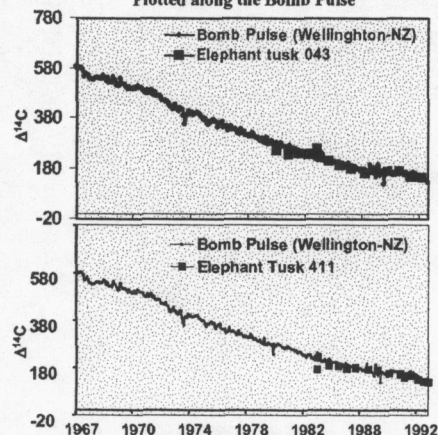 Plotted along the Bomb Pulse
780
580
380
180
-20
Δ¹⁴C
Bomb Pulse (Wellinghton-NZ)
Elephant tusk 043
580
380
180
-20
Δ¹⁴C
Bomb Pulse (Wellington-NZ)
Elephant Tusk 411
1967 1970 1974 1978 1982 1988 1992